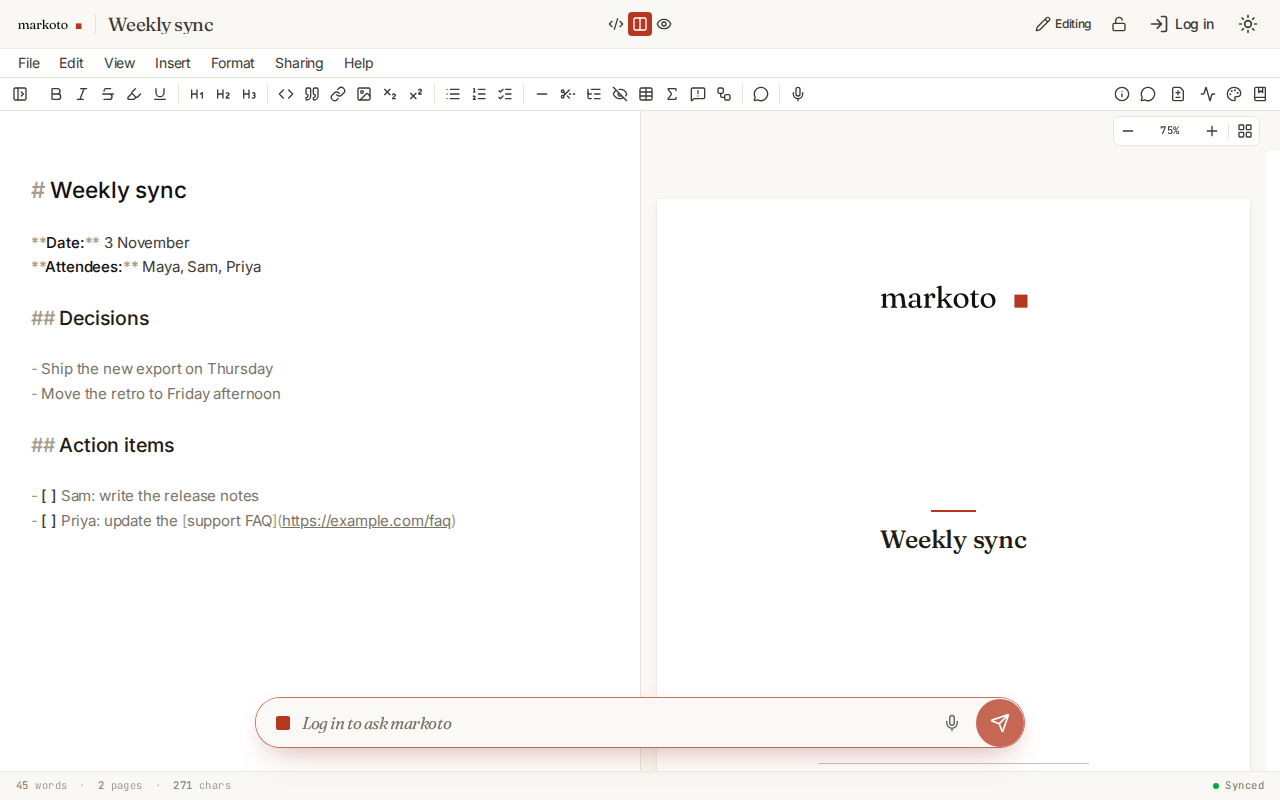 markoto
Weekly sync
Editing
Log in
File Edit View Insert Format Sharing Help
H1 H2 H3
75%
# Weekly sync
**Date:** 3 November
**Attendees:** Maya, Sam, Priya
## Decisions
- Ship the new export on Thursday
- Move the retro to Friday afternoon
## Action items
- [ ] Sam: write the release notes
- [ ] Priya: update the [support FAQ](https://example.com/faq)
markoto
Weekly sync
Log in to ask markoto
45 words · 2 pages · 271 chars
Synced